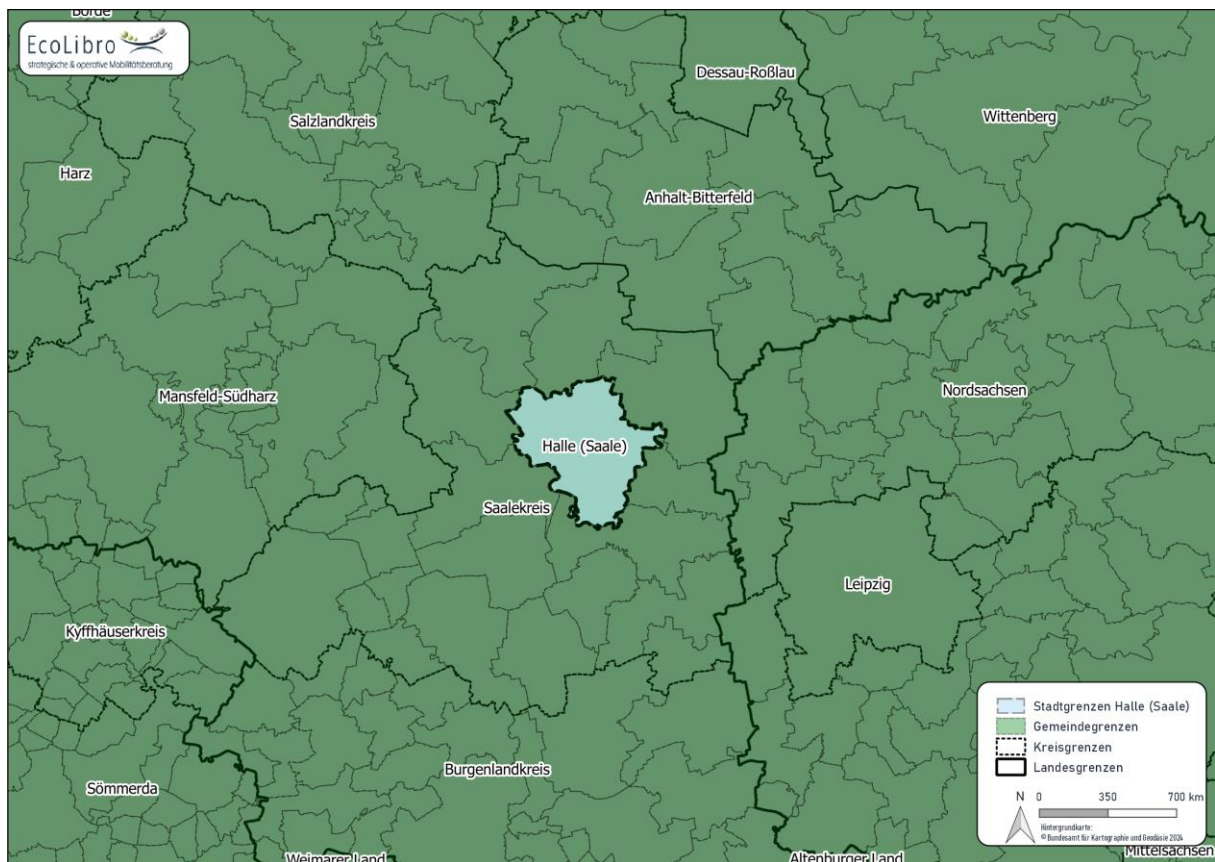 Börde
EcoLibro
strategische & operative Mobilitätsberatung
Dessau-Roßlau
Wittenberg
Salzlandkreis
Harz
Anhalt-Bitterfeld
Mansfeld-Südharz
Nordsachsen
Halle (Saale)
Saalekreis
Leipzig
Kyffhäuserkreis
Burgenlandkreis
Sömmerda
Weimarer Land
Altenburger Land
Mittelsachsen
Stadtgrenzen Halle (Saale)
Gemeindegrenzen
Kreisgrenzen
Landesgrenzen
N 0 350 700 km
Hintergrundkarte:
© Bundesamt für Kartographie und Geodäsie 2024